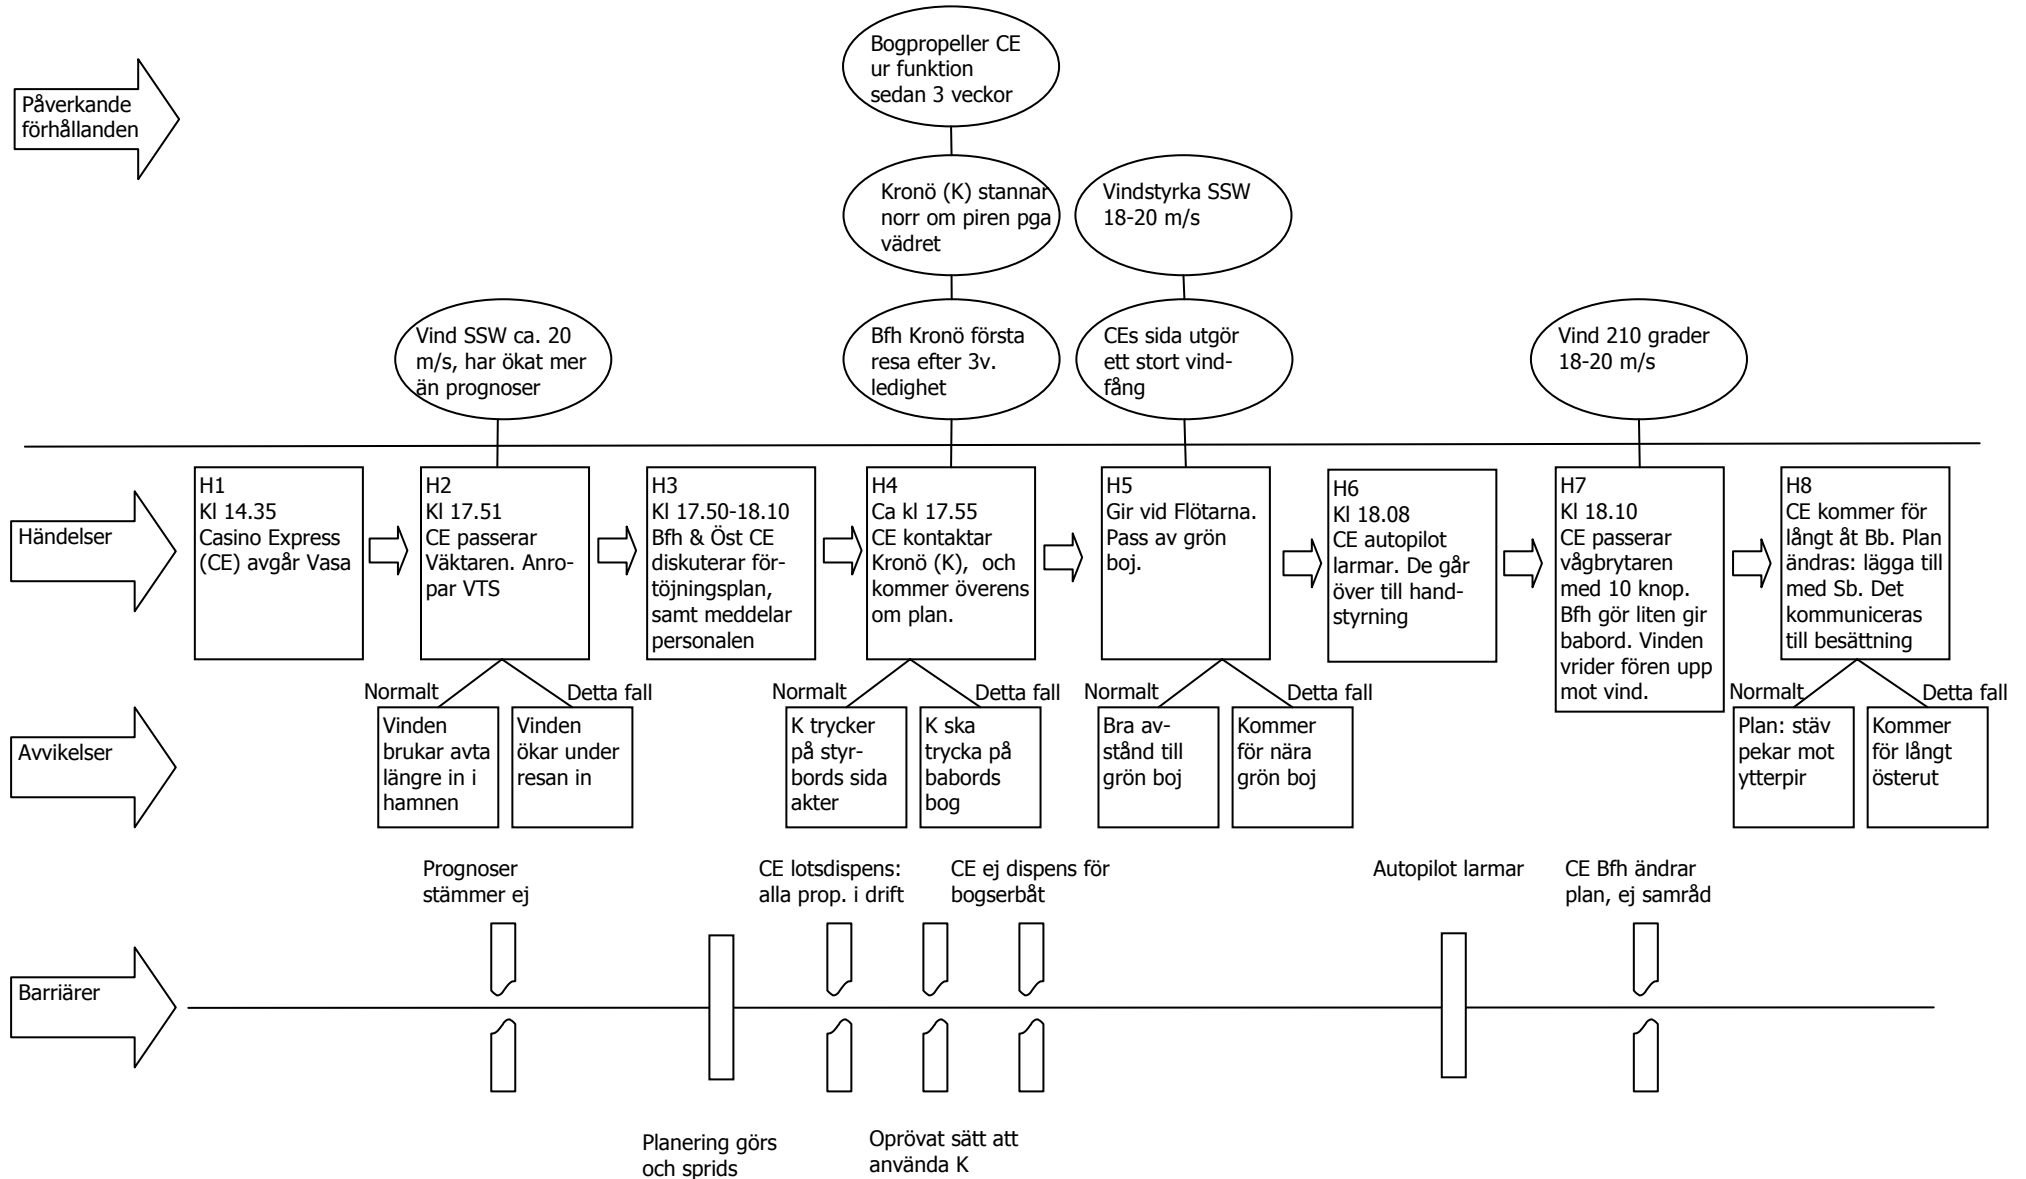 Påverkande
förhållanden
Bogpropeller CE
ur funktion
sedan 3 veckor
Kronö (K) stannar
norr om piren pga
vädret
Vindstyrka SSW
18-20 m/s
Vind SSW ca. 20
m/s, har ökat mer
än prognoser
Bfh Kronö första
resa efter 3v.
ledighet
CEs sida utgör
ett stort vind-
fång
Vind 210 grader
18-20 m/s
Händelser
H1
Kl 14.35
Casino Express
(CE) avgår Vasa
H2
Kl 17.51
CE passerar
Väktaren. Anro-
par VTS
H3
Kl 17.50-18.10
Bfh & Öst CE
diskuterar för-
töjningsplan,
samt meddelar
personalen
H4
Ca kl 17.55
CE kontaktar
Kronö (K),  och
kommer överens
om plan.
H5
Gir vid Flötarna.
Pass av grön
boj.
H6
Kl 18.08
CE autopilot
larmar. De går
över till hand-
styrning
H7
Kl 18.10
CE passerar
vågbrytaren
med 10 knop.
Bfh gör liten gir
babord. Vinden
vrider fören upp
mot vind.
H8
CE kommer för
långt åt Bb. Plan
ändras: lägga till
med Sb. Det
kommuniceras
till besättning
Avvikelser
Normalt
Vinden
brukar avta
längre in i
hamnen
Detta fall
Vinden
ökar under
resan in
Normalt
K trycker
på styr-
bords sida
akter
Detta fall
K ska
trycka på
babords
bog
Normalt
Bra av-
stånd till
grön boj
Detta fall
Kommer
för nära
grön boj
Normalt
Plan: stäv
pekar mot
ytterpir
Detta fall
Kommer
för långt
österut
Barriärer
Prognoser
stämmer ej
Planering görs
och sprids
CE lotsdispens:
alla prop. i drift
Oprövat sätt att
använda K
CE ej dispens för
bogserbåt
Autopilot larmar
CE Bfh ändrar
plan, ej samråd